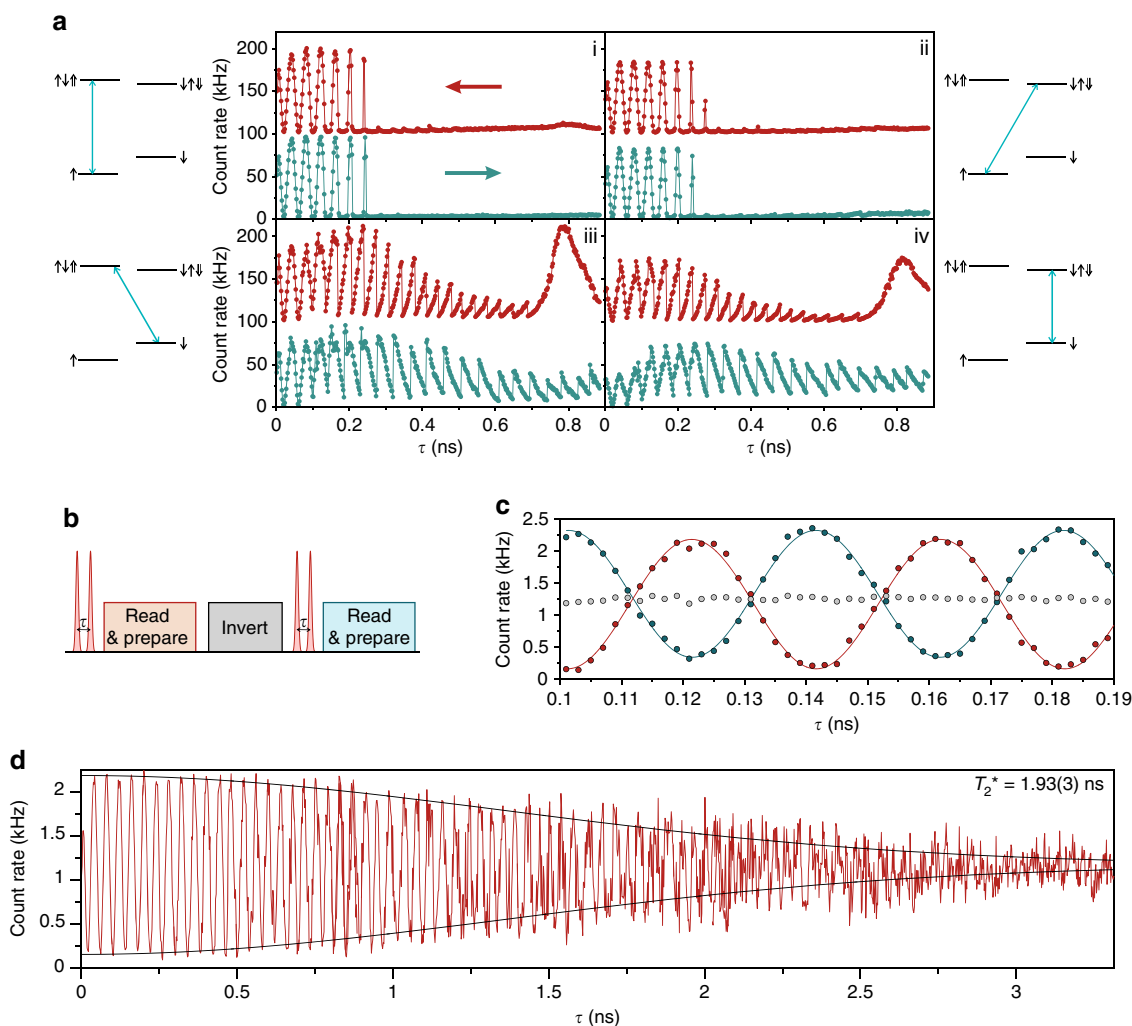 a
i
ii
iii
iv
200
150
100
50
0
Count rate (kHz)
200
150
100
50
0
Count rate (kHz)
0
0.2
0.4
0.6
0.8
τ (ns)
0
0.2
0.4
0.6
0.8
τ (ns)
↑↓⇑
↓↑⇓
↓
↑
↑↓⇑
↓↑⇓
↓
↑
↑↓⇑
↓↑⇓
↓
↑
↑↓⇑
↓↑⇓
↓
↑
b
τ
Read
& prepare
Invert
τ
Read
& prepare
c
2.5
2
1.5
1
0.5
0
Count rate (kHz)
0.1
0.11
0.12
0.13
0.14
0.15
0.16
0.17
0.18
0.19
τ (ns)
d
T2* = 1.93(3) ns
2
1.5
1
0.5
0
Count rate (kHz)
0
0.5
1
1.5
2
2.5
3
τ (ns)